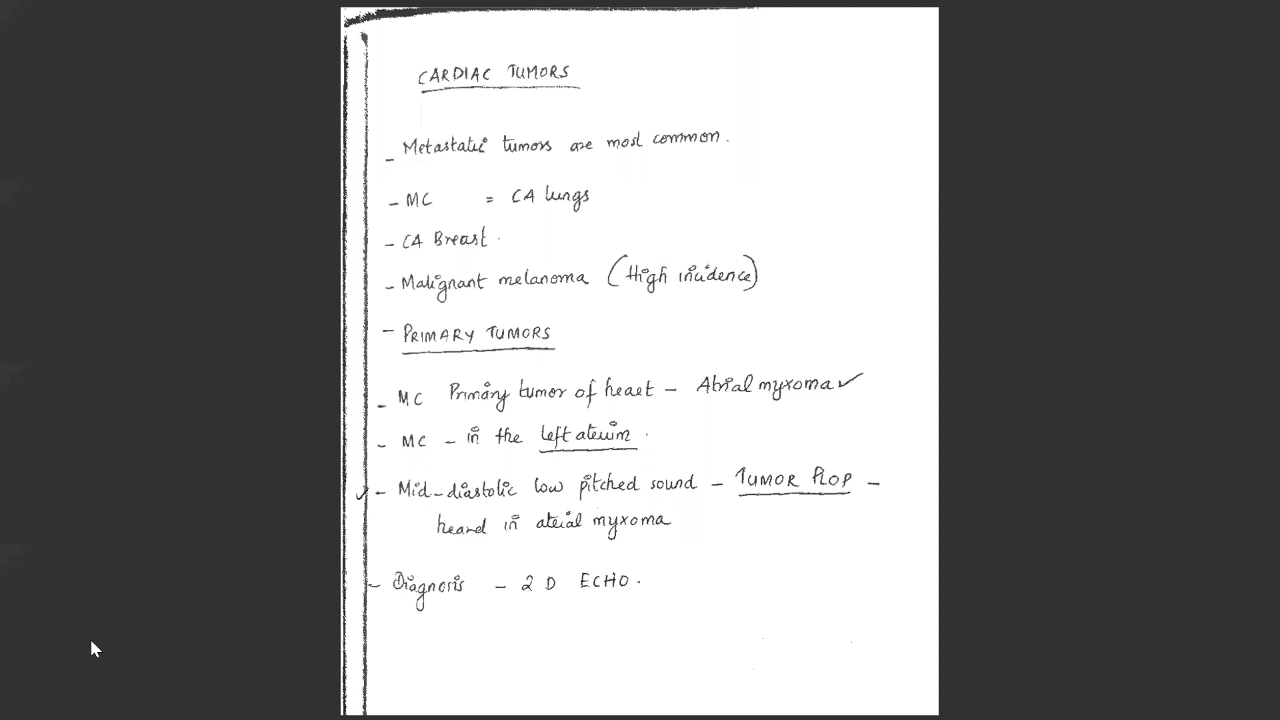 CARDIAC TUMORS
- Metastatic tumors are most common.
- MC = CA lungs
- CA Breast.
- Malignant melanoma (High incidence)
- PRIMARY TUMORS
- MC Primary tumor of heart - Atrial myxoma ✓
- MC - in the left atrium.
✓ - Mid-diastolic low pitched sound - TUMOR PLOP -
heard in atrial myxoma
- Diagnosis - 2 D ECHO.